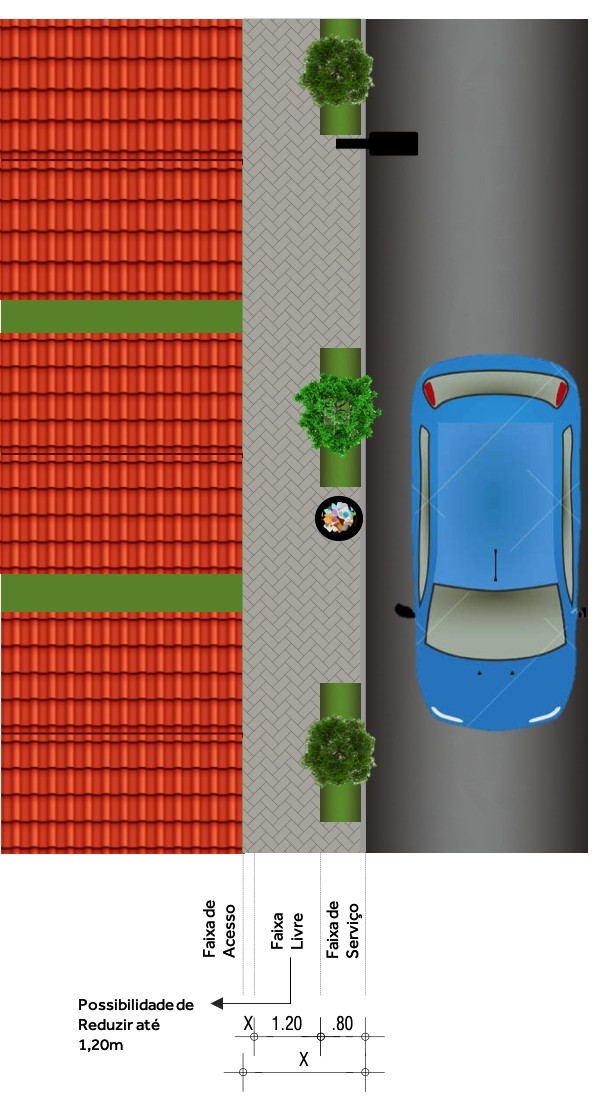 Faixa de
Acesso
Faixa
Livre
Faixa de
Serviço
Possibilidade de
Reduzir até
1,20m
X
1.20
.80
X